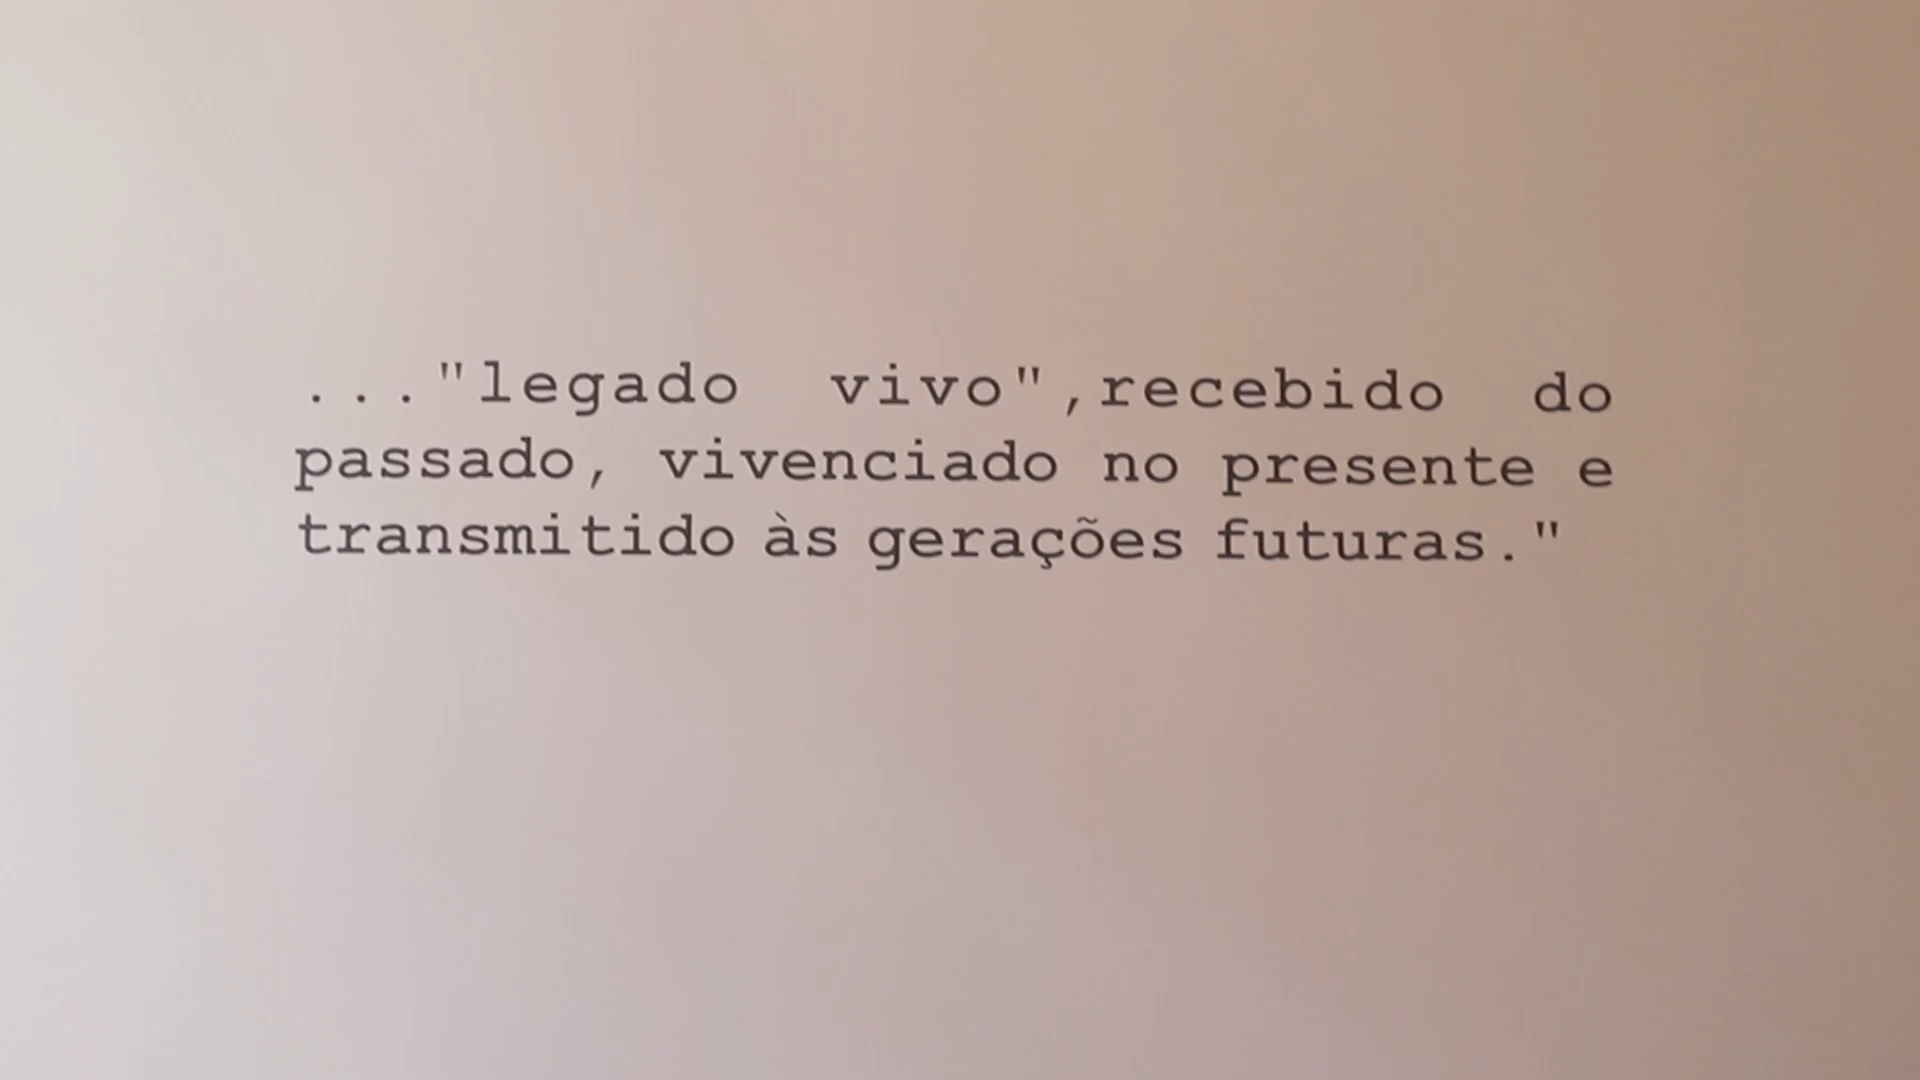 ..."legado vivo",recebido do
passado, vivenciado no presente e
transmitido às gerações futuras."